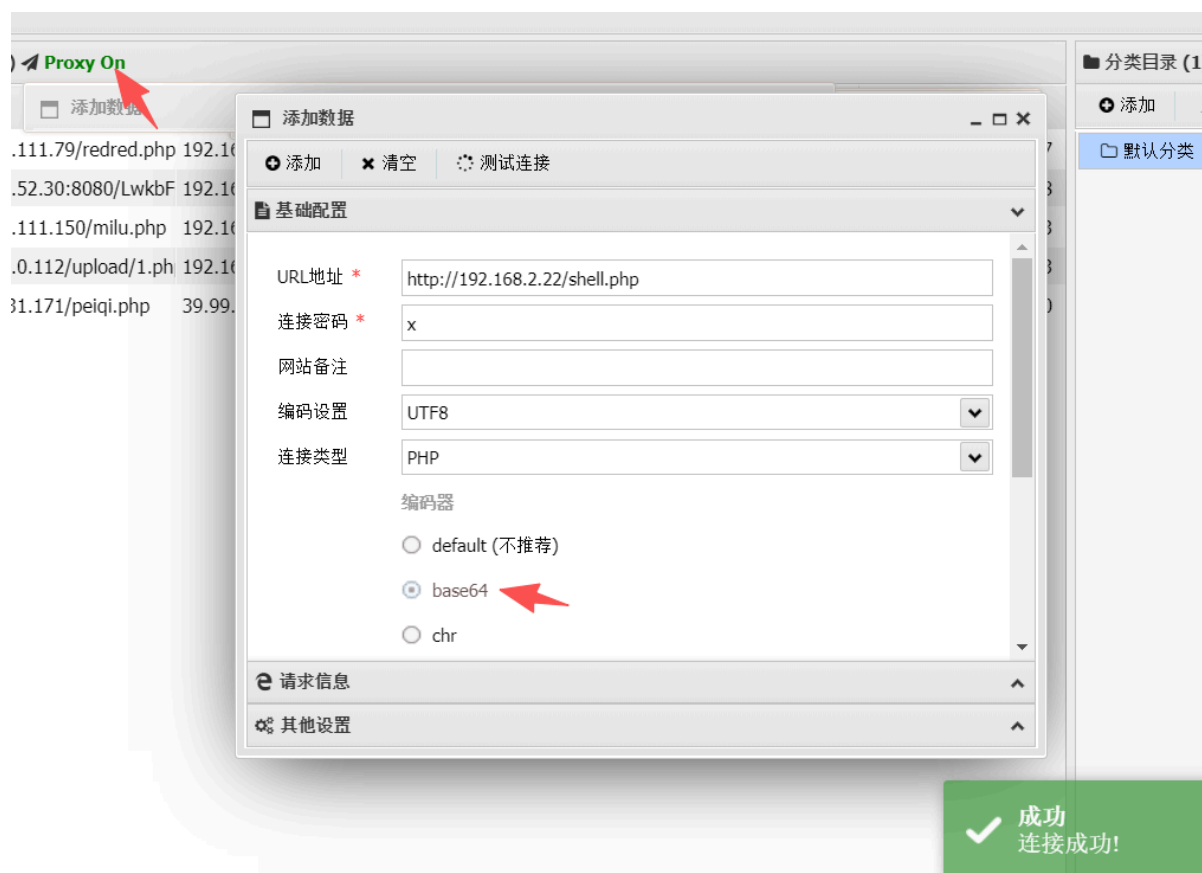 ) Proxy On
分类目录 (1
添加数据
添加数据
添加
添加
清空
测试连接
默认分类
.111.79/redred.php 192.16
7
.52.30:8080/LwkbF 192.16
3
.111.150/milu.php 192.16
3
.0.112/upload/1.ph 192.16
3
31.171/peiqi.php 39.99.
0
基础配置
URL地址 *
http://192.168.2.22/shell.php
连接密码 *
x
网站备注
编码设置
UTF8
连接类型
PHP
编码器
default (不推荐)
base64
chr
请求信息
其他设置
成功
连接成功!